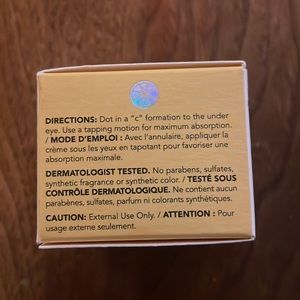 DIRECTIONS: Dot in a "c" formation to the under
eye. Use a tapping motion for maximum absorption.
/ MODE D'EMPLOI : Avec l'annulaire, appliquer la
crème sous les yeux en tapotant pour favoriser une
absorption maximale.
DERMATOLOGIST TESTED. No parabens, sulfates,
synthetic fragrance or synthetic color. / TESTÉ SOUS
CONTRÔLE DERMATOLOGIQUE. Ne contient aucun
parabènes, sulfates, parfum ni colorants synthétiques.
CAUTION: External Use Only. / ATTENTION : Pour
usage externe seulement.